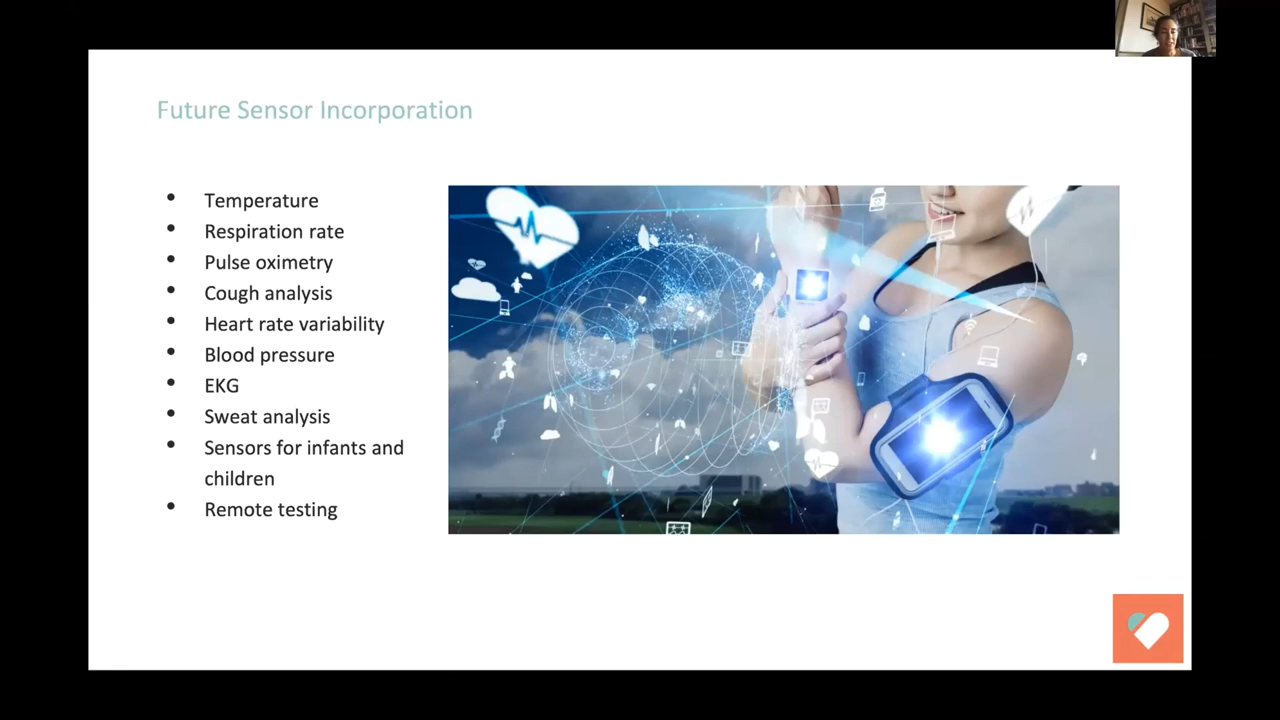 Future Sensor Incorporation
• Temperature
• Respiration rate
• Pulse oximetry
• Cough analysis
• Heart rate variability
• Blood pressure
• EKG
• Sweat analysis
• Sensors for infants and
children
• Remote testing